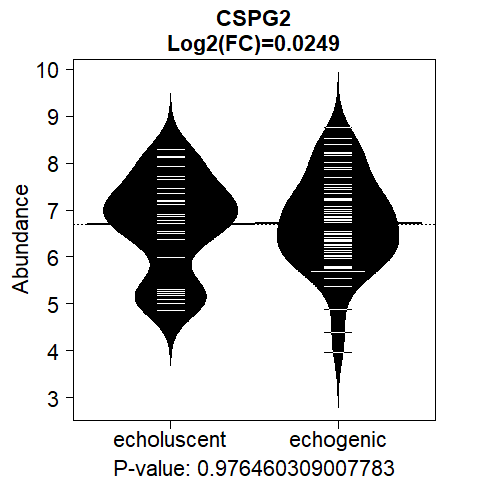 CSPG2
Log2(FC)=0.0249
Abundance
10
9
8
7
6
5
4
3
echoluscent echogenic
P-value: 0.976460309007783